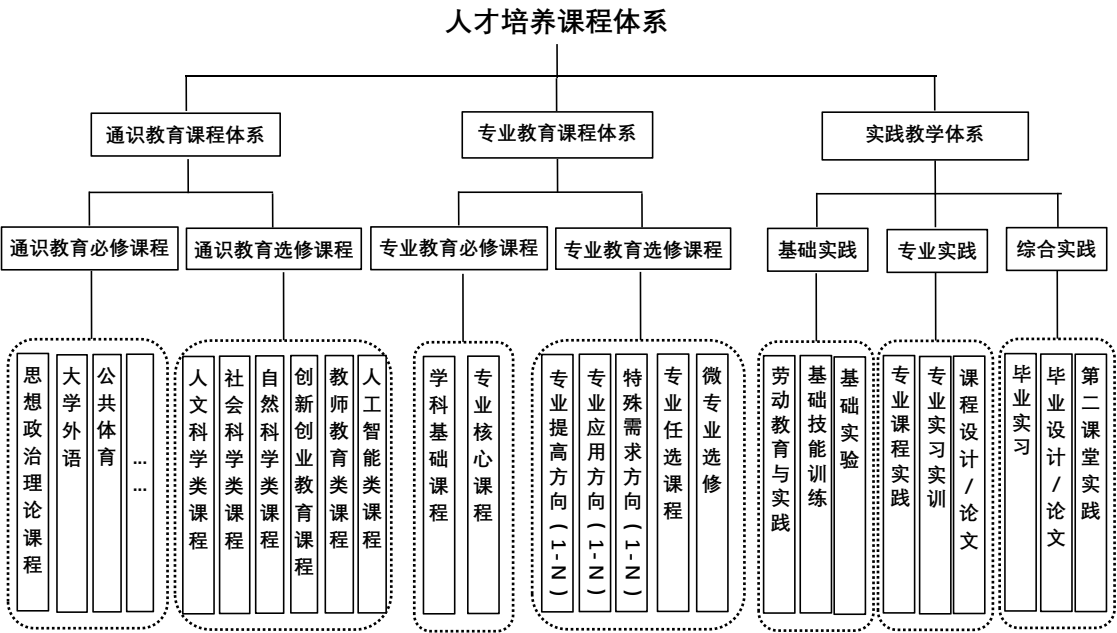 人才培养课程体系
通识教育课程体系
专业教育课程体系
实践教学体系
通识教育必修课程
通识教育选修课程
专业教育必修课程
专业教育选修课程
基础实践
专业实践
综合实践
思想政治理论课程
大学外语
公共体育
... ...
人文科学类课程
社会科学类课程
自然科学类课程
创新创业教育课程
教师教育类课程
人工智能类课程
学科基础课程
专业核心课程
专业提高方向(1-N)
专业应用方向(1-N)
特殊需求方向(1-N)
专业任选课程
微专业选修
劳动教育与实践
基础技能训练
基础实验
专业课程实践
专业实习实训
课程设计/论文
毕业实习
毕业设计/论文
第二课堂实践